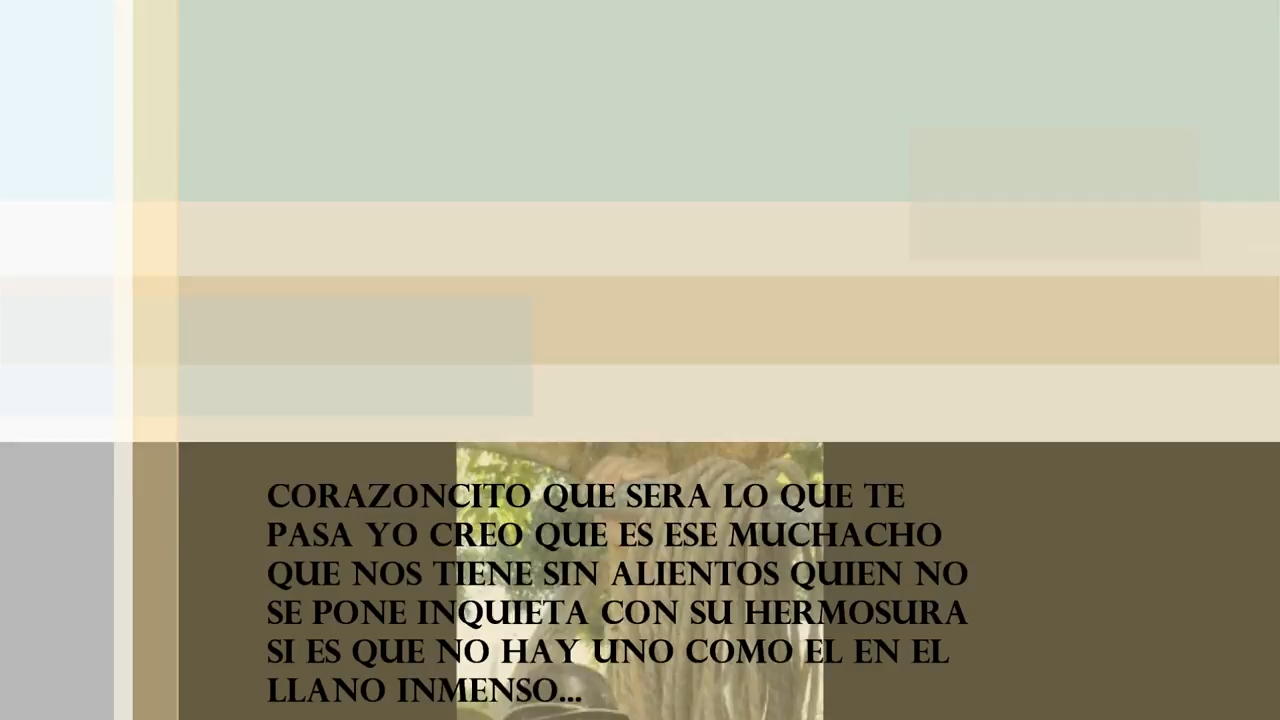 CORAZONCITO QUE SERA LO QUE TE
PASA YO CREO QUE ES ESE MUCHACHO
QUE NOS TIENE SIN ALIENTOS QUIEN NO
SE PONE INQUIETA CON SU HERMOSURA
SI ES QUE NO HAY UNO COMO EL EN EL
LLANO INMENSO...